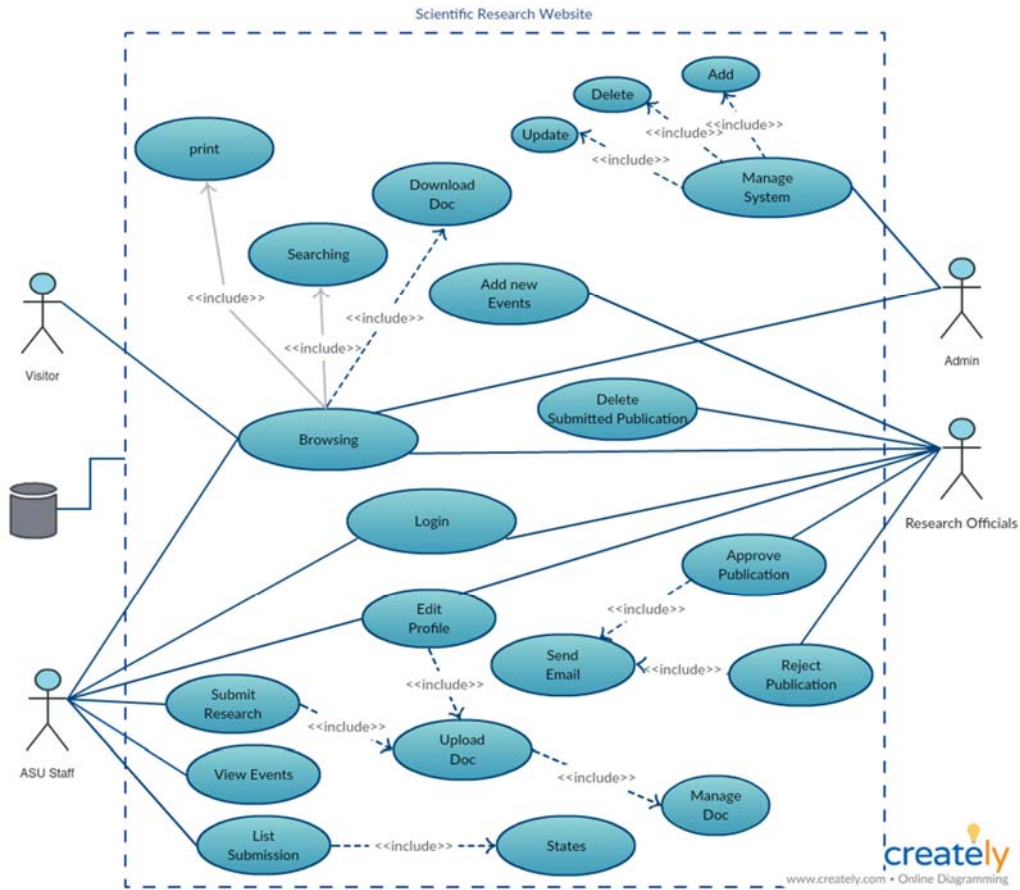 Scientific Research Website
Add
Delete
<<include>>
<<include>>
Update
<<include>>
print
Manage
System
Download
Doc
Searching
Add new
Events
<<include>>
<<include>>
<<include>>
Visitor
Admin
Delete
Submitted Publication
Browsing
Login
Research Officials
Approve
Publication
<<include>>
Edit
Profile
Send
Email
<<include>>
Reject
Publication
<<include>>
Submit
Research
<<include>>
Upload
Doc
ASU Staff
View Events
<<include>>
Manage
Doc
List
Submission
<<include>>
States
creately
www.creately.com • Online Diagramming